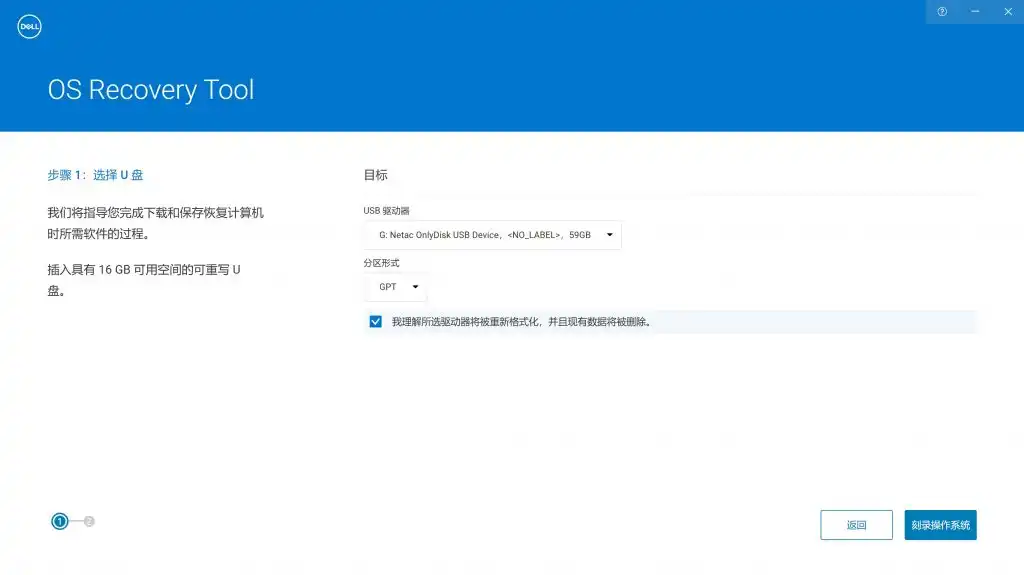 DELL
OS Recovery Tool
步骤 1：选择 U 盘
我们将指导您完成下载和保存恢复计算机
时所需软件的过程。
插入具有 16 GB 可用空间的可重写 U
盘。
目标
USB 驱动器
G: Netac OnlyDisk USB Device，<NO_LABEL>，59GB
分区形式
GPT
我理解所选驱动器将被重新格式化，并且现有数据将被删除。
1 2
返回
刻录操作系统